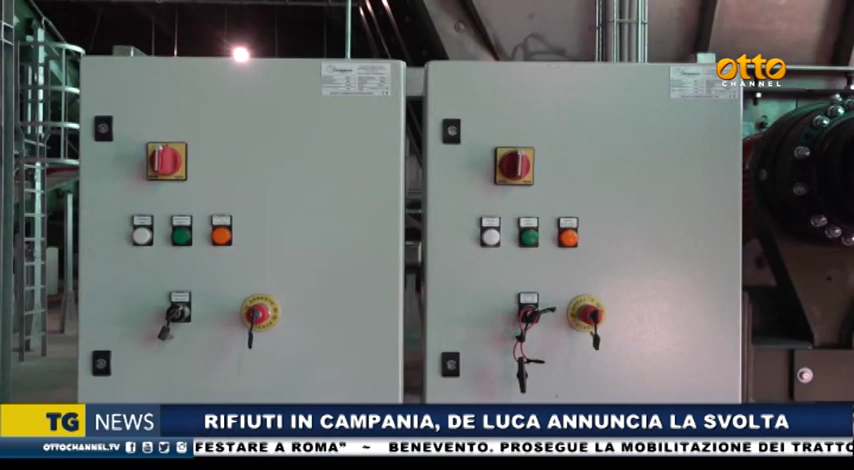 otto
CHANNEL
TG NEWS
RIFIUTI IN CAMPANIA, DE LUCA ANNUNCIA LA SVOLTA
OTTOCHANNEL.TV
FESTARE A ROMA" ~ BENEVENTO. PROSEGUE LA MOBILITAZIONE DEI TRATTO